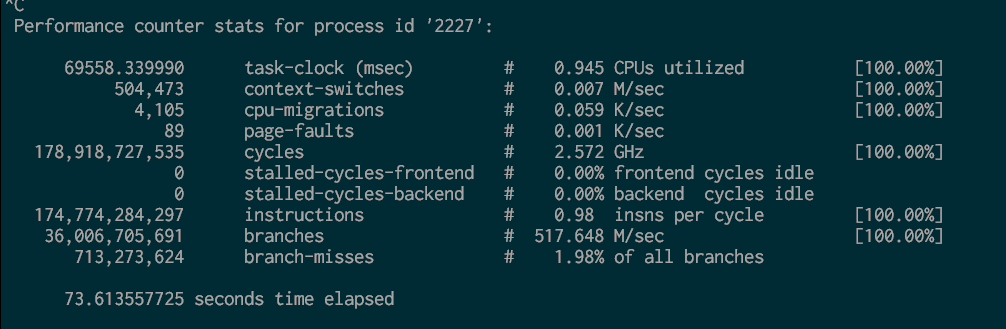 ^C
Performance counter stats for process id '2227':
69558.339990 task-clock (msec) # 0.945 CPUs utilized [100.00%]
504,473 context-switches # 0.007 M/sec [100.00%]
4,105 cpu-migrations # 0.059 K/sec [100.00%]
89 page-faults # 0.001 K/sec
178,918,727,535 cycles # 2.572 GHz [100.00%]
0 stalled-cycles-frontend # 0.00% frontend cycles idle
0 stalled-cycles-backend # 0.00% backend cycles idle
174,774,284,297 instructions # 0.98 insns per cycle [100.00%]
36,006,705,691 branches # 517.648 M/sec [100.00%]
713,273,624 branch-misses # 1.98% of all branches
73.613557725 seconds time elapsed